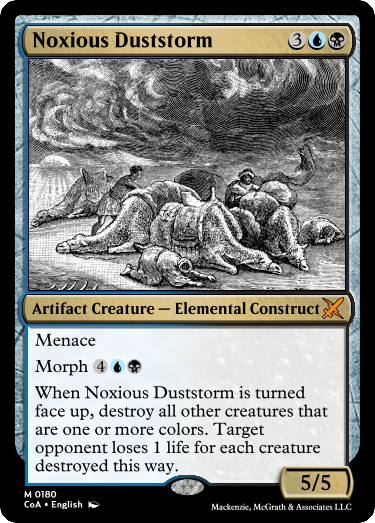 Noxious Duststorm 3
Artifact Creature — Elemental Construct
Menace
Morph 4
When Noxious Duststorm is turned
face up, destroy all other creatures that
are one or more colors. Target
opponent loses 1 life for each creature
destroyed this way.
5/5
M 0180
CoA • English
Mackenzie, McGrath & Associates LLC